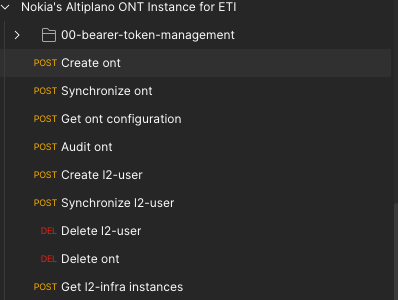 Nokia's Altiplano ONT Instance for ETI
00-bearer-token-management
POST Create ont
POST Synchronize ont
POST Get ont configuration
POST Audit ont
POST Create l2-user
POST Synchronize l2-user
DEL Delete l2-user
DEL Delete ont
POST Get l2-infra instances